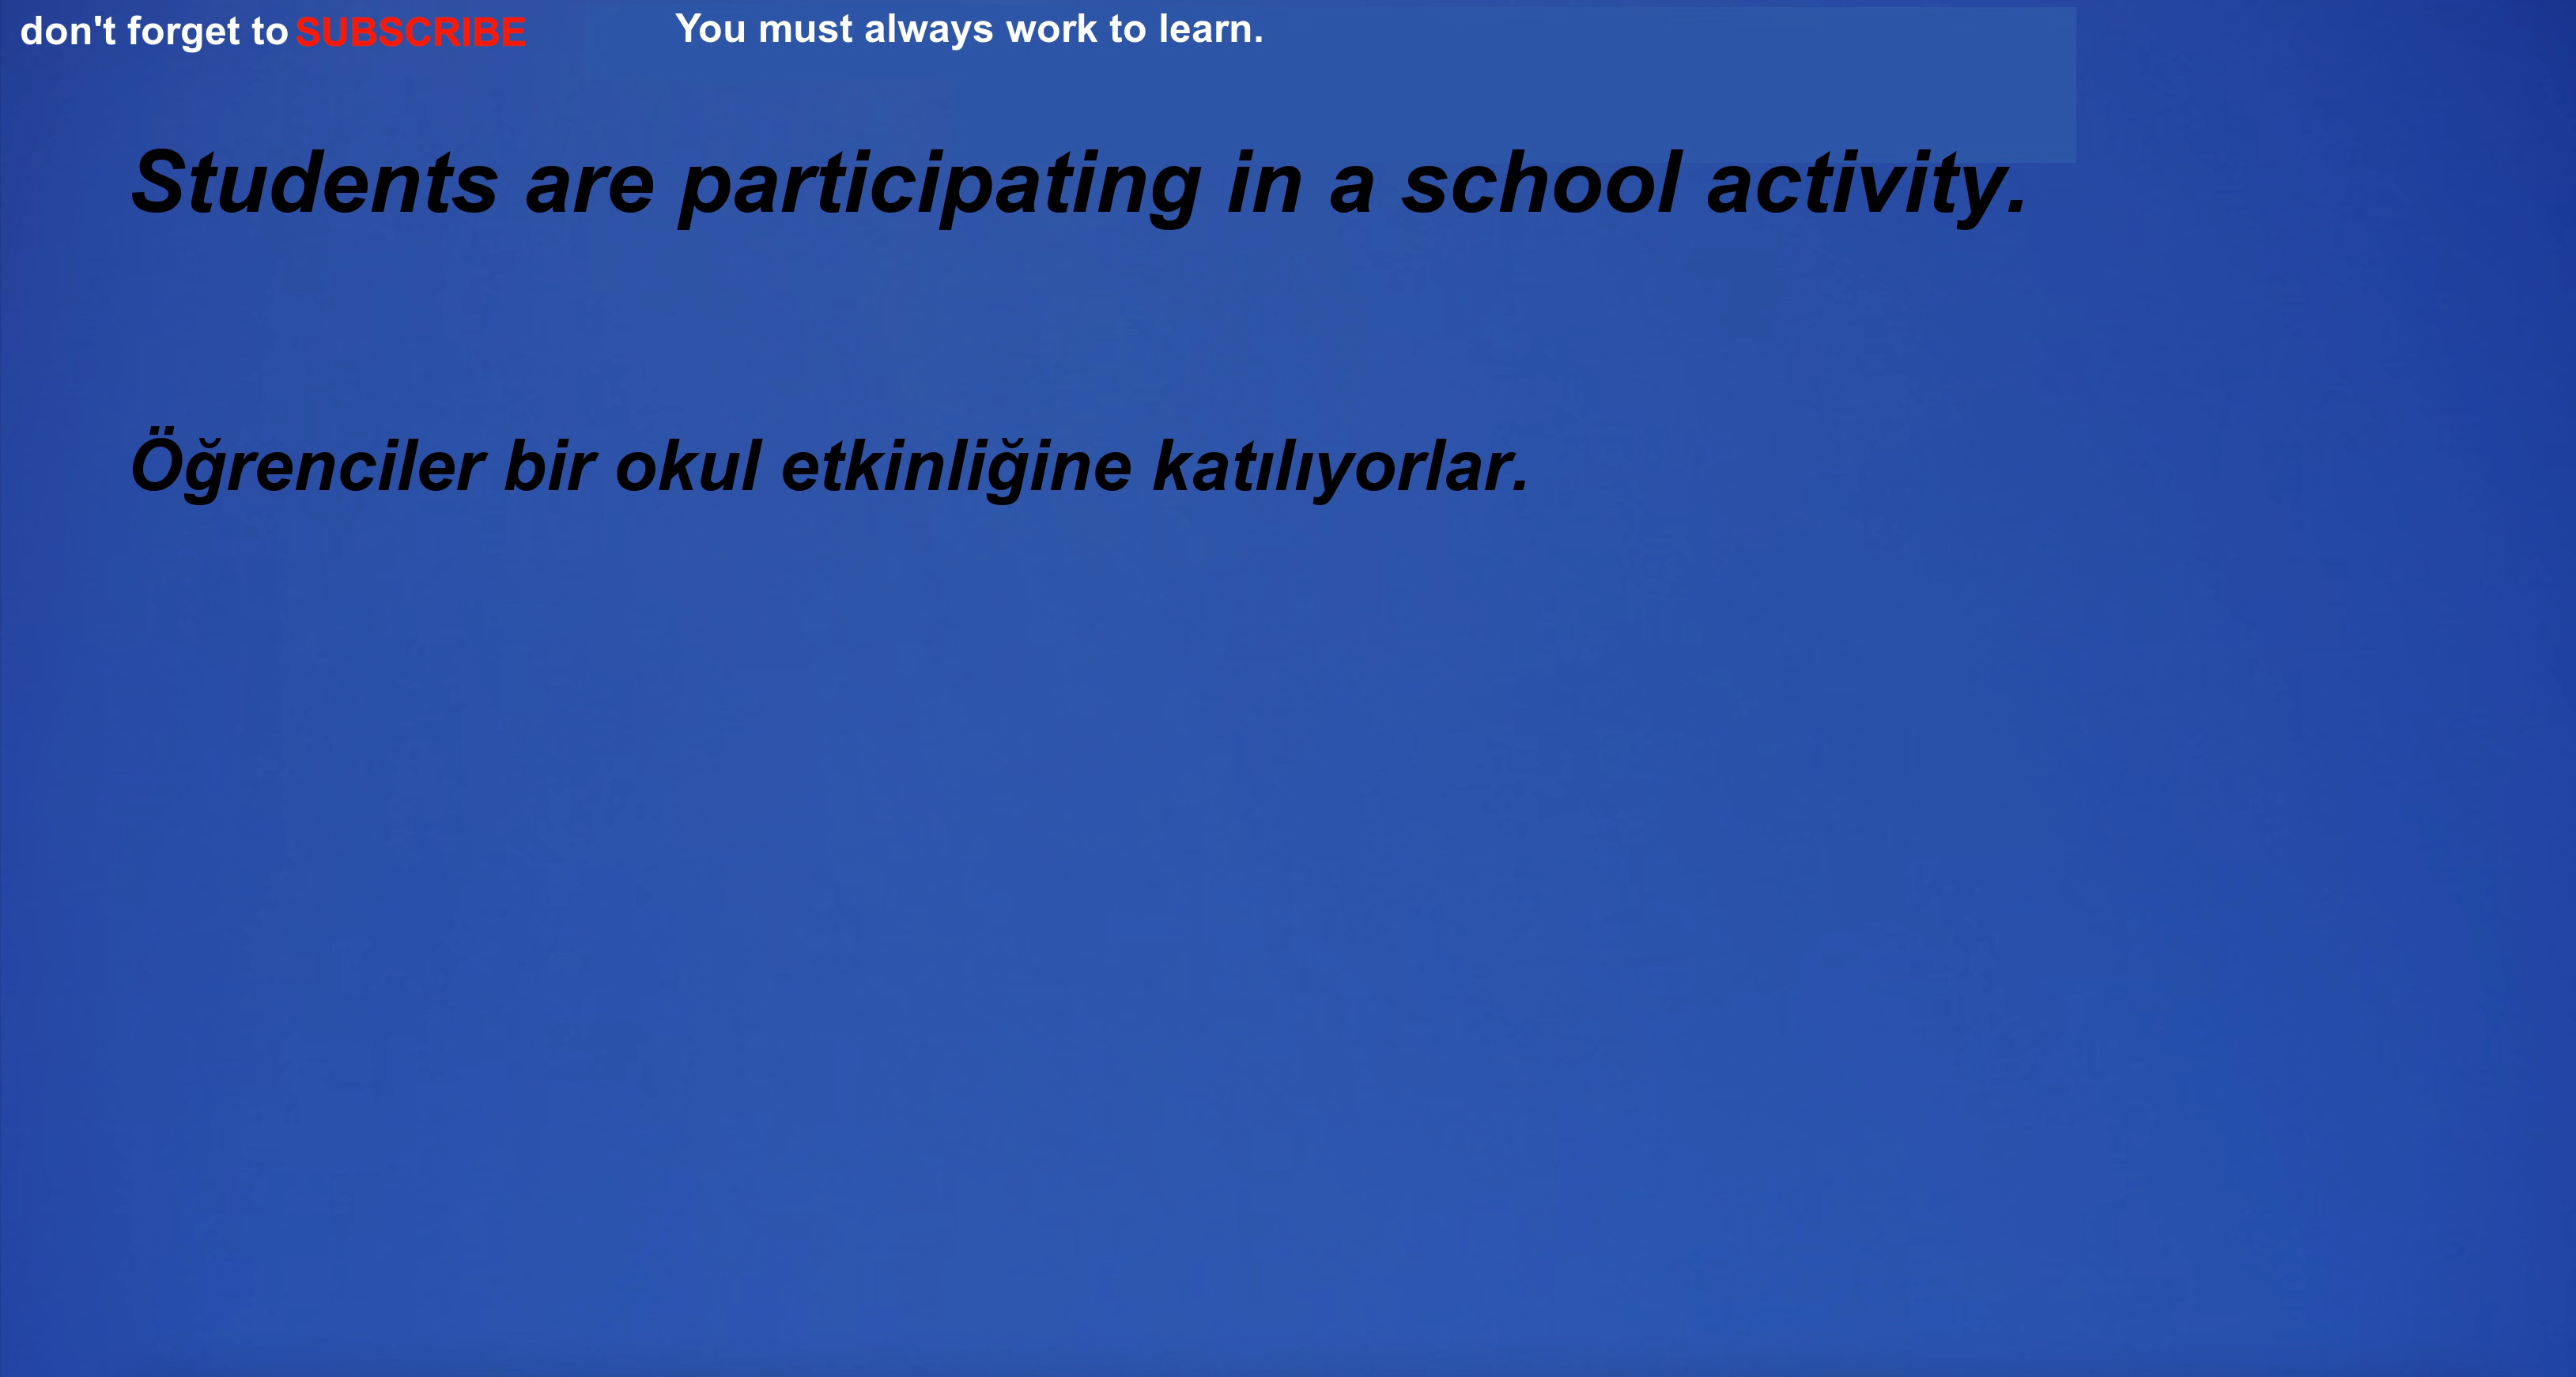 don't forget to SUBSCRIBE
You must always work to learn.
Students are participating in a school activity.
Öğrenciler bir okul etkinliğine katılıyorlar.